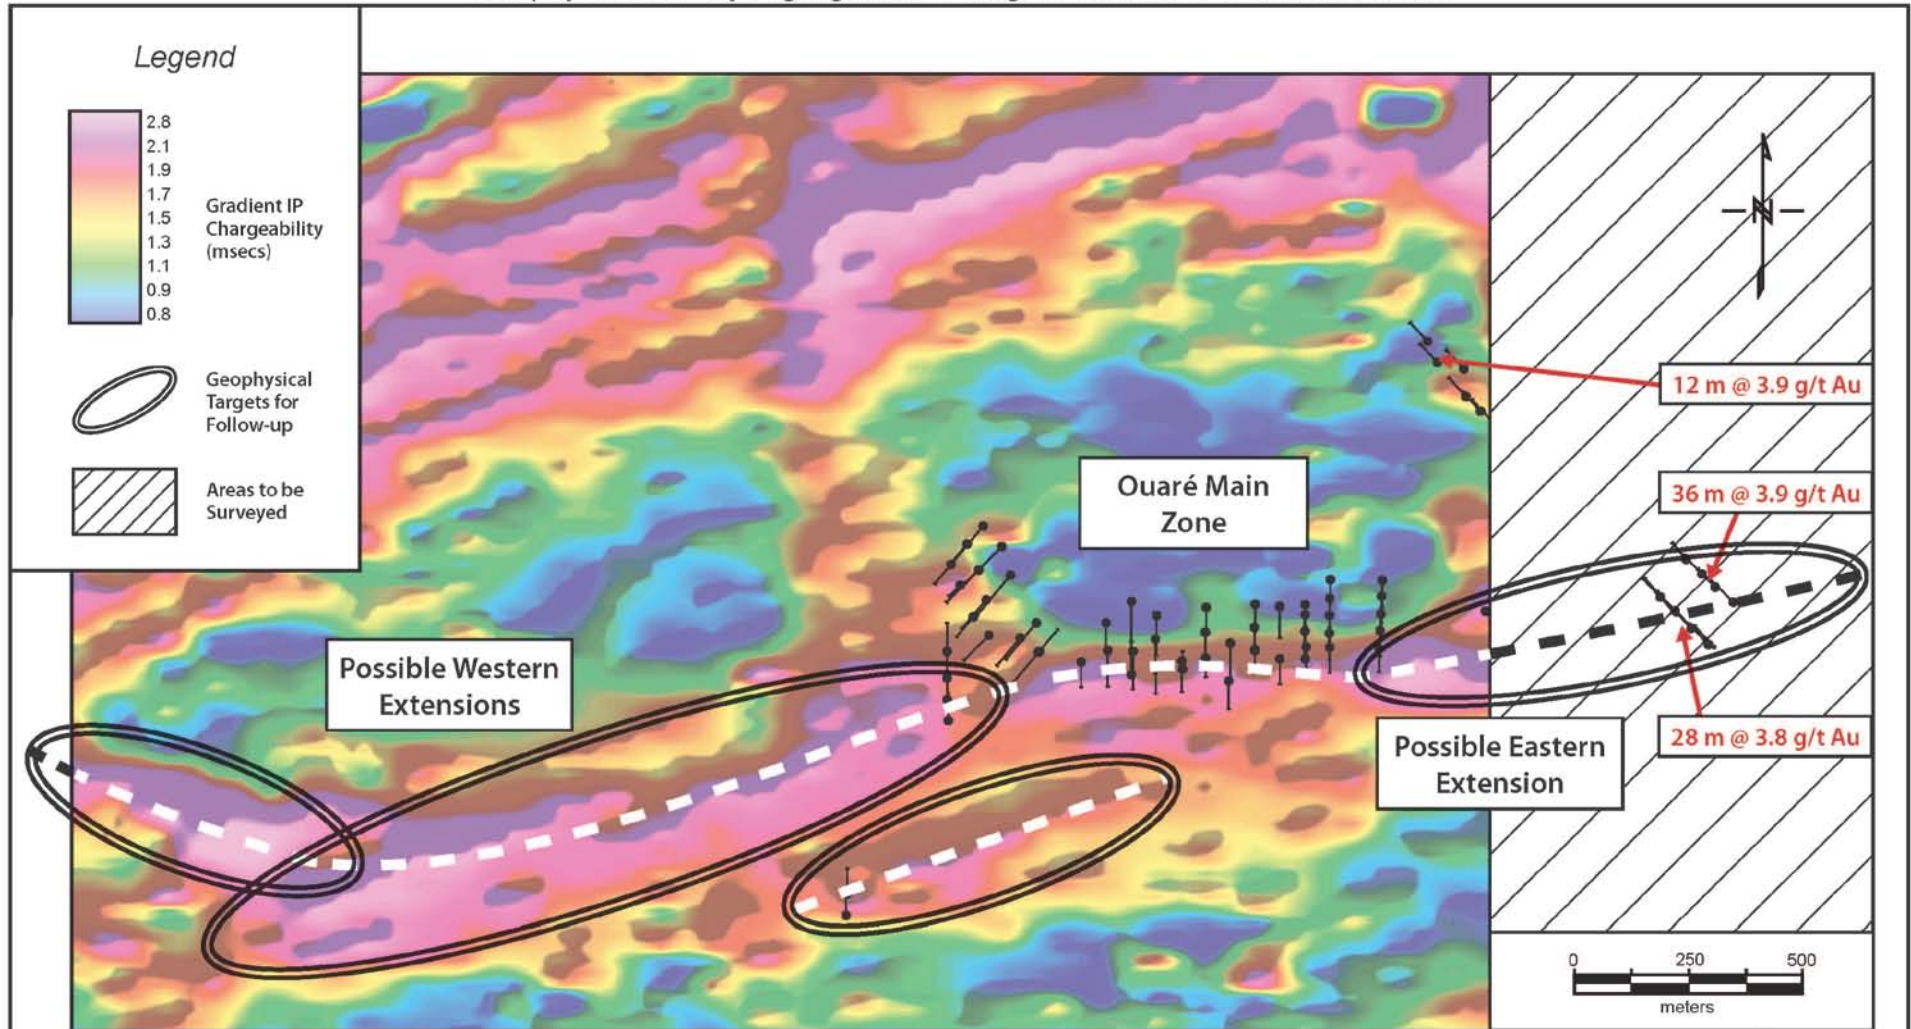 Legend
2.8
2.1
1.9
1.7
1.5
1.3
1.1
0.9
0.8
Gradient IP
Chargeability
(msecs)
Geophysical
Targets for
Follow-up
Areas to be
Surveyed
N
12 m @ 3.9 g/t Au
36 m @ 3.9 g/t Au
Ouaré Main
Zone
Possible Western
Extensions
Possible Eastern
Extension
28 m @ 3.8 g/t Au
0 250 500
meters